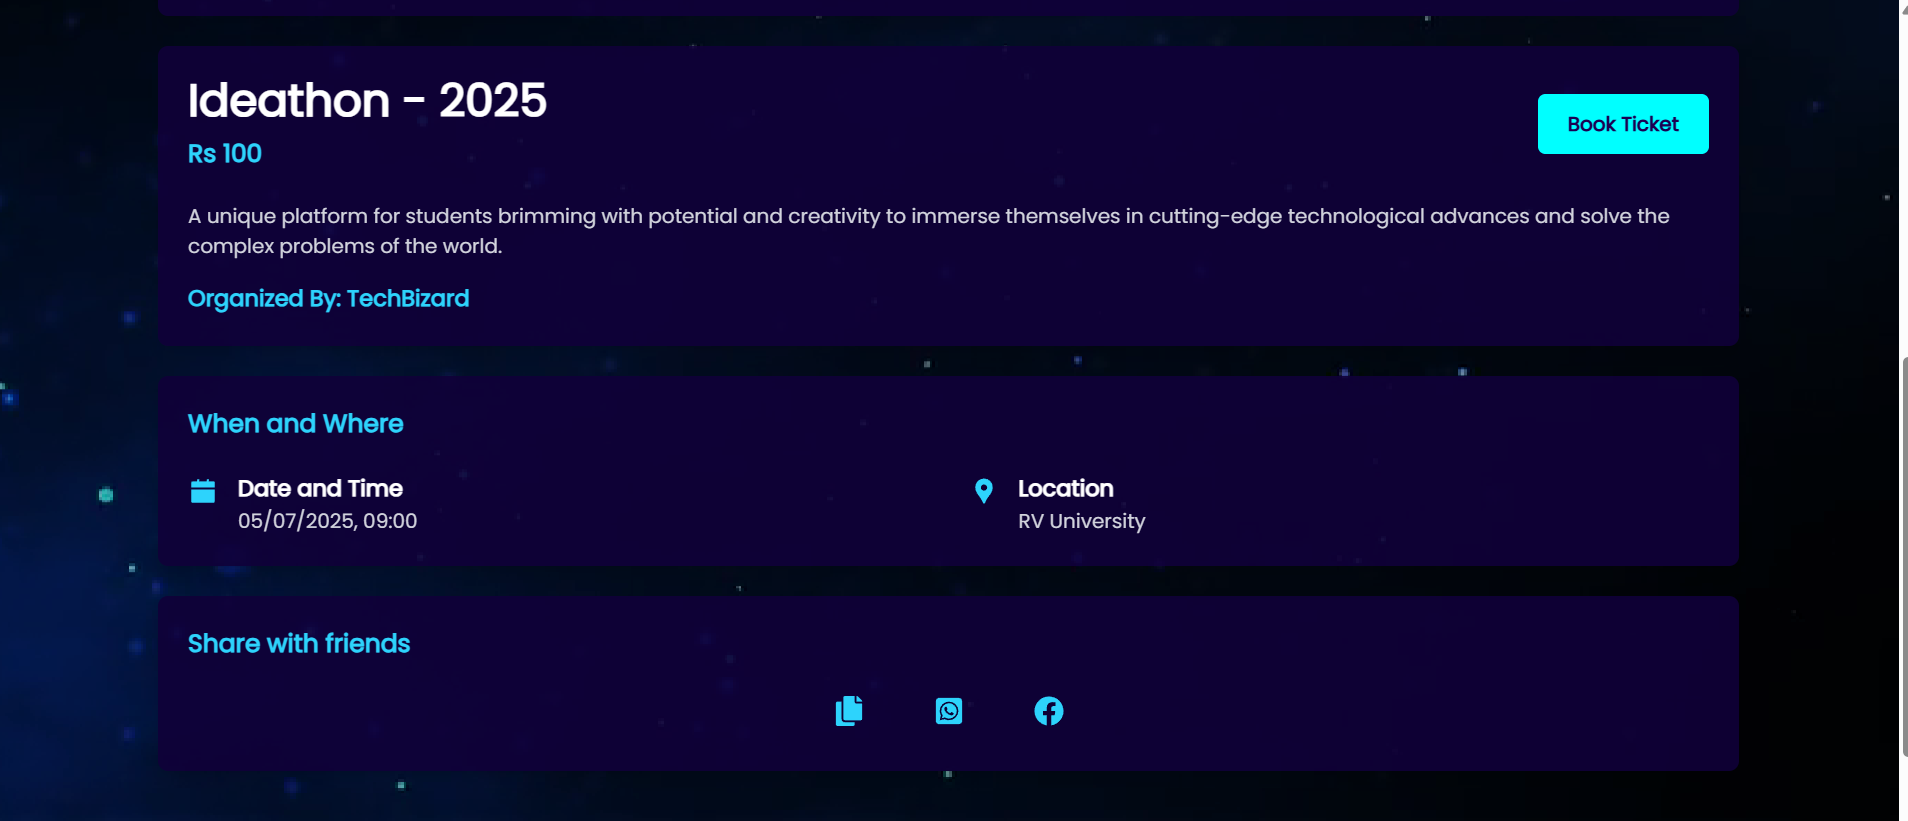 Ideathon - 2025
Rs 100
Book Ticket
A unique platform for students brimming with potential and creativity to immerse themselves in cutting-edge technological advances and solve the
complex problems of the world.
Organized By: TechBizard
When and Where
Date and Time
05/07/2025, 09:00
Location
RV University
Share with friends